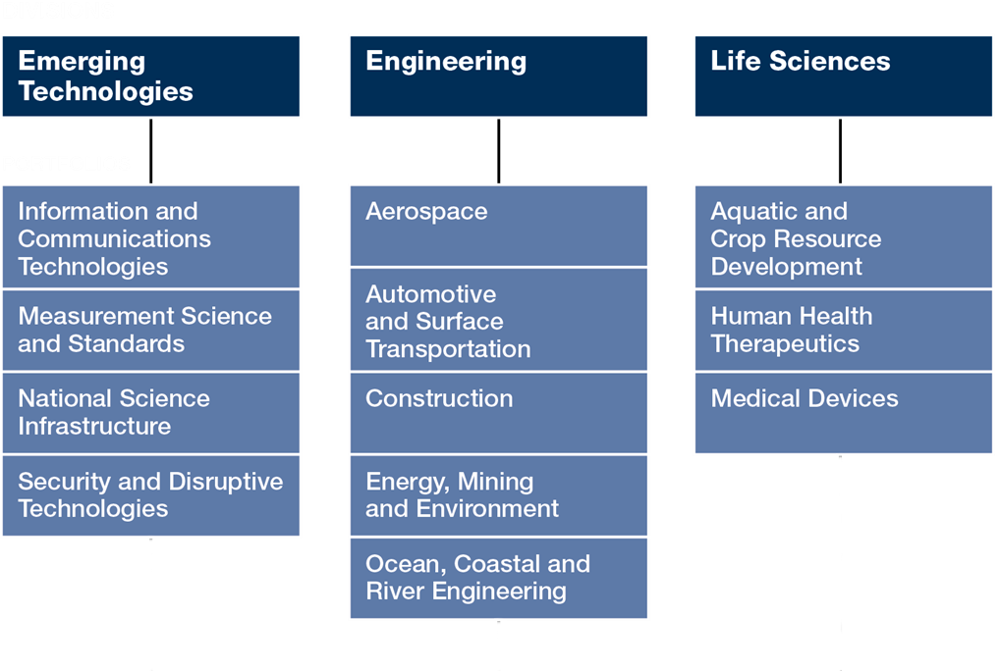 Emerging
Technologies
Information and
Communications
Technologies
Measurement Science
and Standards
National Science
Infrastructure
Security and Disruptive
Technologies
Engineering
Aerospace
Automotive
and Surface
Transportation
Construction
Energy, Mining
and Environment
Ocean, Coastal and
River Engineering
Life Sciences
Aquatic and
Crop Resource
Development
Human Health
Therapeutics
Medical Devices